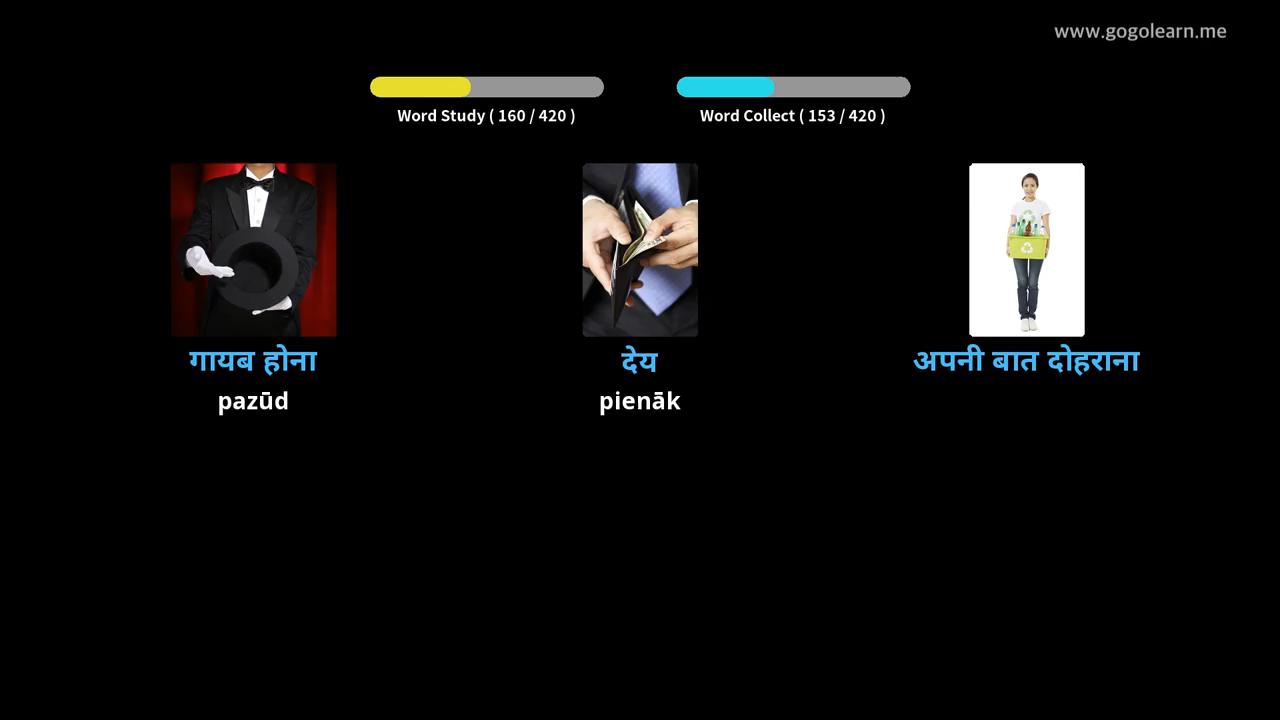 www.gogolearn.me
Word Study ( 160 / 420 )
Word Collect ( 153 / 420 )
गायब होना
देय
अपनी बात दोहराना
pazūd
pienāk